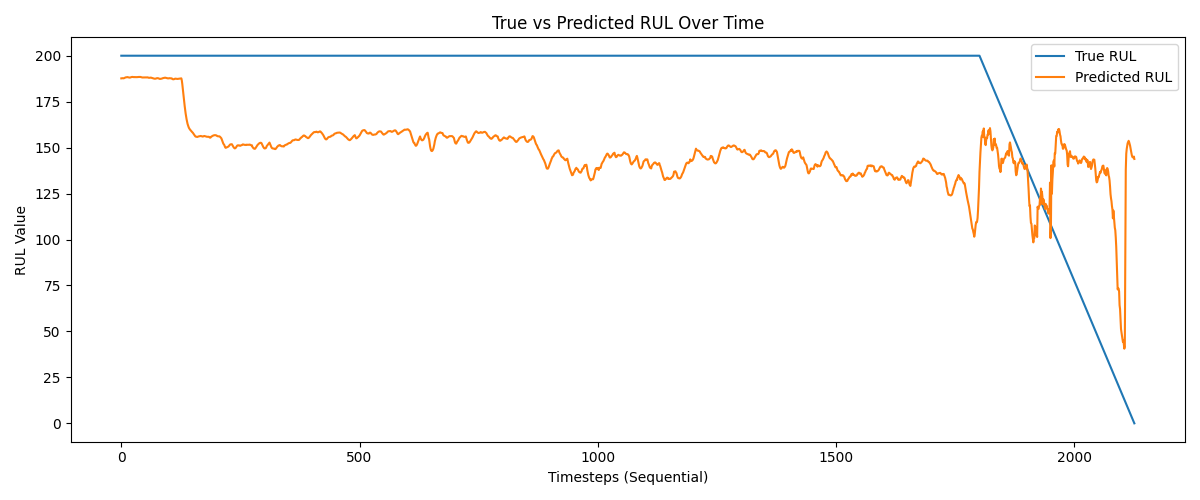 True vs Predicted RUL Over Time
True RUL
Predicted RUL
RUL Value
200
175
150
125
100
75
50
25
0
0 500 1000 1500 2000
Timesteps (Sequential)